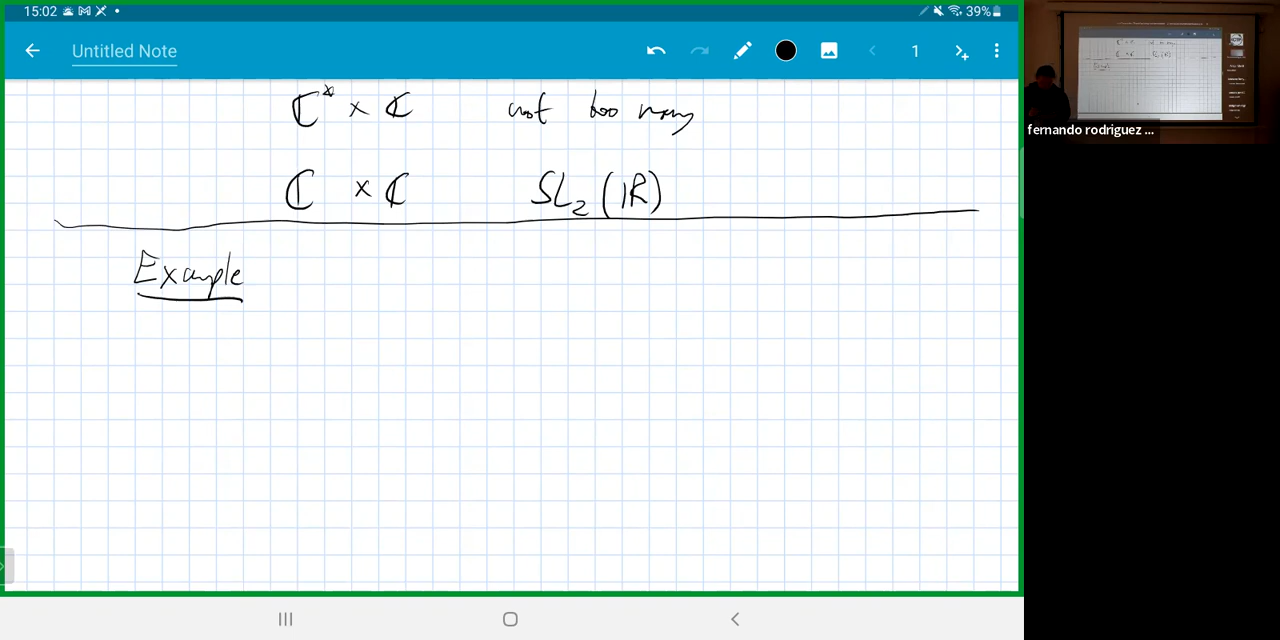 15:02
39%
Untitled Note
1
ℂ* × ℂ not too many
ℂ × ℂ SL₂(ℝ)
Example
fernando rodriguez ...